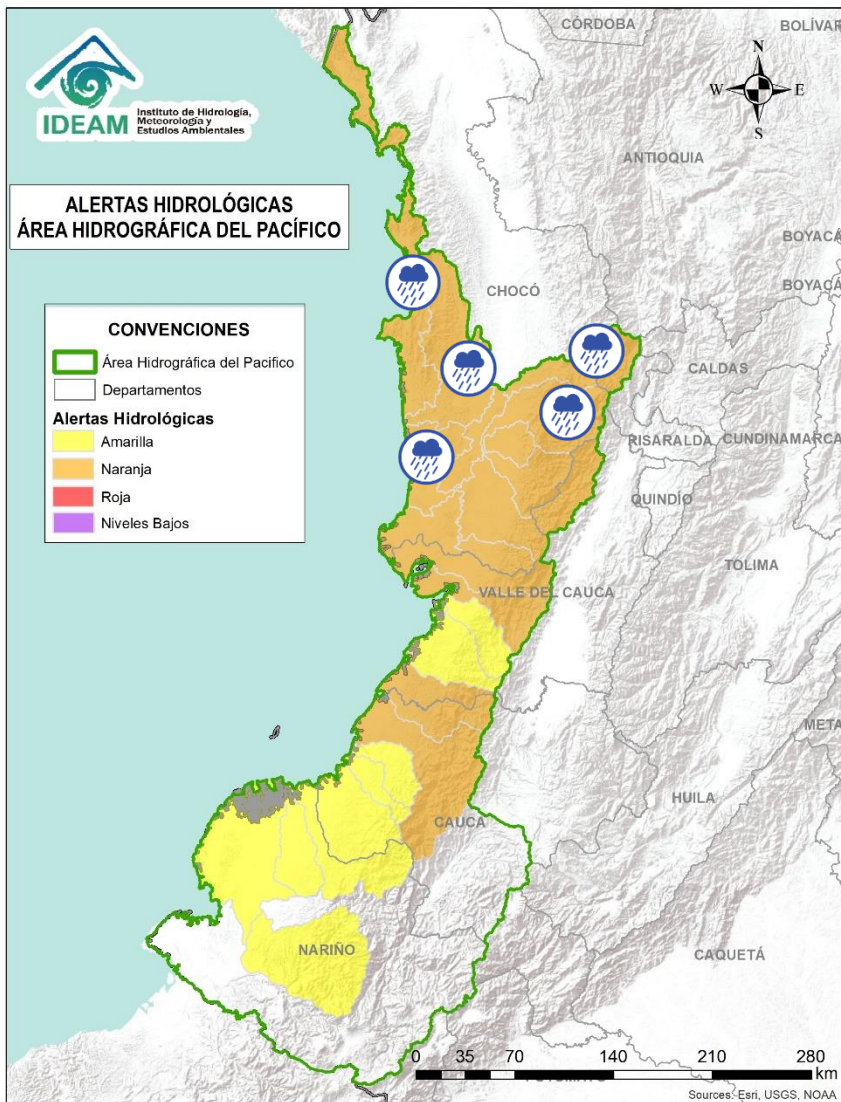 CÓRDOBA
BOLÍVAR
N
W
E
S
IDEAM
Instituto de Hidrología,
Meteorología y
Estudios Ambientales
ANTIOQUIA
ALERTAS HIDROLÓGICAS
ÁREA HIDROGRÁFICA DEL PACÍFICO
BOYACÁ
BOYACÁ
CHOCÓ
CONVENCIONES
Área Hidrográfica del Pacifico
Departamentos
Alertas Hidrológicas
Amarilla
Naranja
Roja
Niveles Bajos
CALDAS
RISARALDA
CUNDINAMARCA
QUINDÍO
TOLIMA
VALLE DEL CAUCA
META
HUILA
CAUCA
NARIÑO
CAQUETÁ
0 35 70 140 210 280
km
Sources: Esri, USGS, NOAA